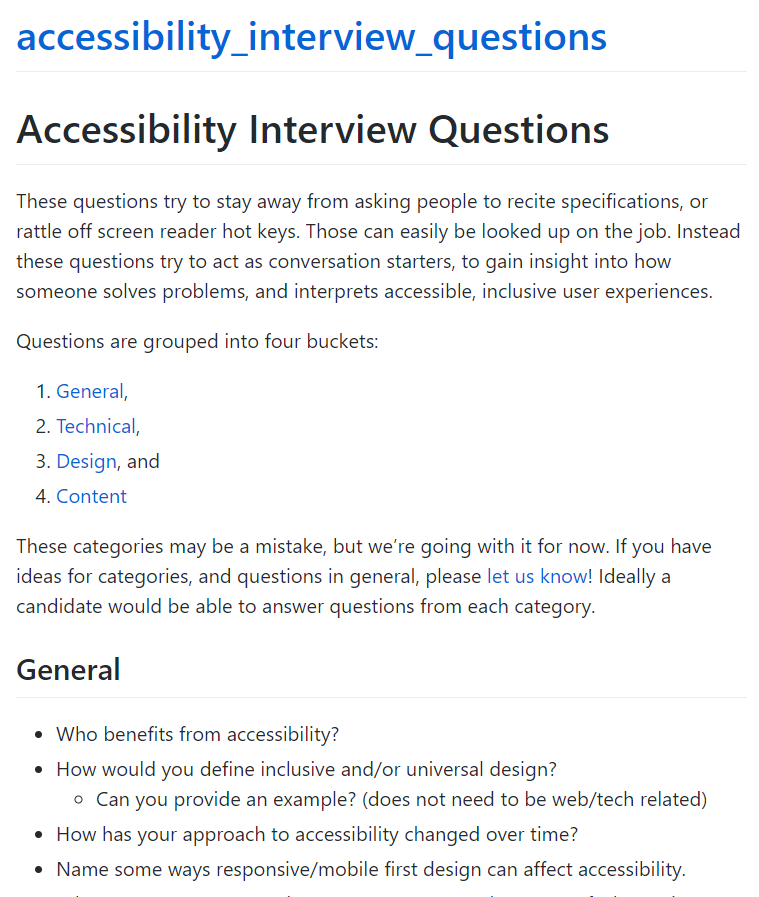 accessibility_interview_questions
Accessibility Interview Questions
These questions try to stay away from asking people to recite specifications, or
rattle off screen reader hot keys. Those can easily be looked up on the job. Instead
these questions try to act as conversation starters, to gain insight into how
someone solves problems, and interprets accessible, inclusive user experiences.
Questions are grouped into four buckets:
1. General,
2. Technical,
3. Design, and
4. Content
These categories may be a mistake, but we’re going with it for now. If you have
ideas for categories, and questions in general, please let us know! Ideally a
candidate would be able to answer questions from each category.
General
• Who benefits from accessibility?
• How would you define inclusive and/or universal design?
◦ Can you provide an example? (does not need to be web/tech related)
• How has your approach to accessibility changed over time?
• Name some ways responsive/mobile first design can affect accessibility.